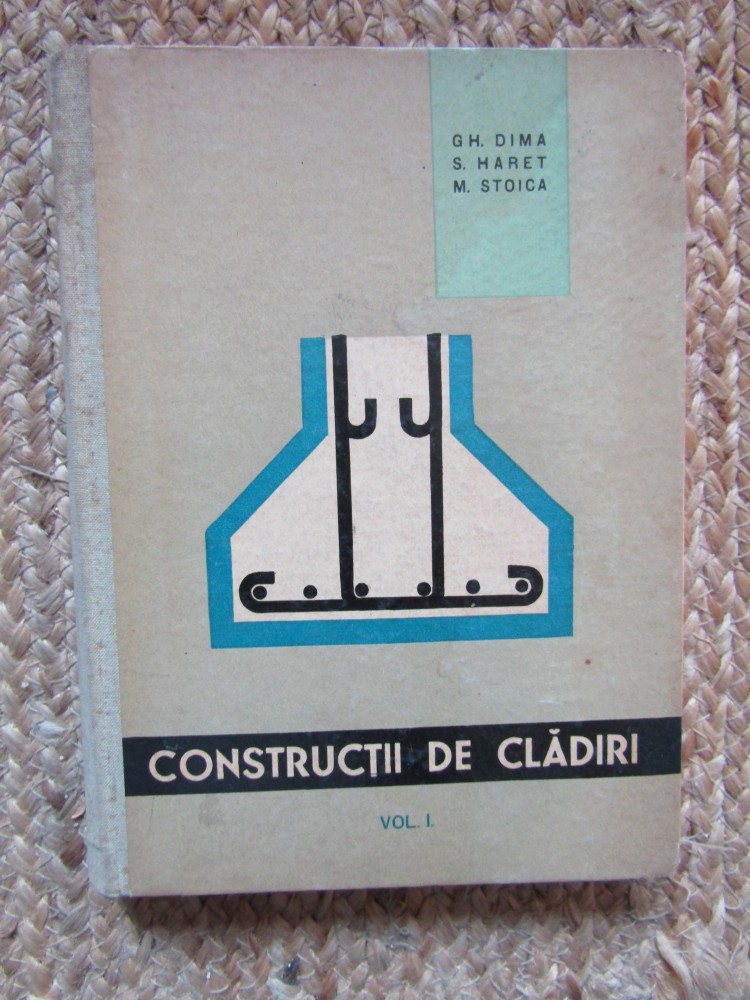 GH. DIMA
S. HARET
M. STOICA
CONSTRUCȚII DE CLĂDIRI
VOL. I.